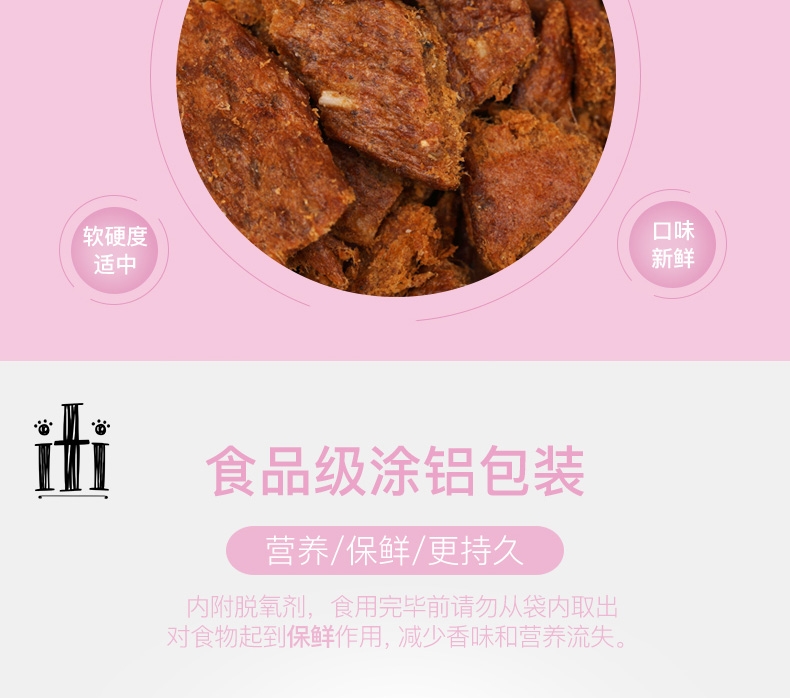 软硬度
适中
口味
新鲜
食品级涂铝包装
营养/保鲜/更持久
内附脱氧剂，食用完毕前请勿从袋内取出
对食物起到保鲜作用, 减少香味和营养流失。